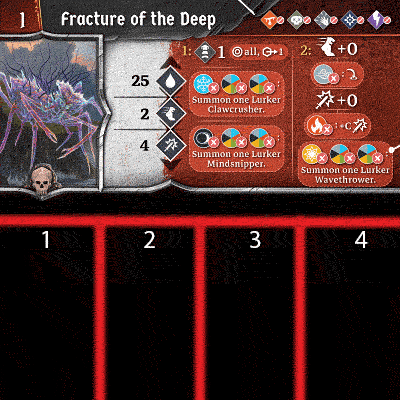 1 Fracture of the Deep
25
2
4
1: 1 all, 1
Summon one Lurker
Clawcrusher.
:
Summon one Lurker
Mindsnipper.
2: +0
:
+0
: +C
Summon one Lurker
Wavethrower.
1 2 3 4